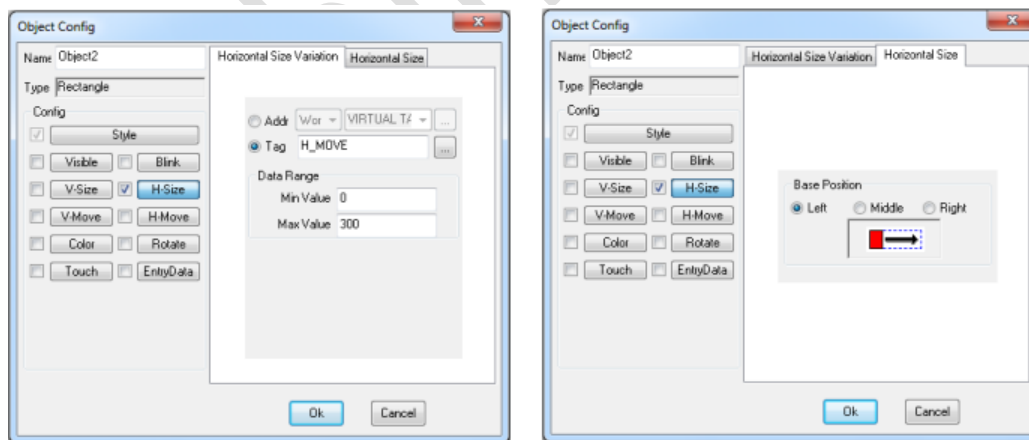 Object Config
Name Object2
Type Rectangle
Config
Style
Visible Blink
V-Size H-Size
V-Move H-Move
Color Rotate
Touch EntryData
Horizontal Size Variation Horizontal Size
Addr Wor VIRTUAL TA ...
Tag H_MOVE ...
Data Range
Min Value 0
Max Value 300
Ok Cancel
Object Config
Name Object2
Type Rectangle
Config
Style
Visible Blink
V-Size H-Size
V-Move H-Move
Color Rotate
Touch EntryData
Horizontal Size Variation Horizontal Size
Base Position
Left Middle Right
Ok Cancel